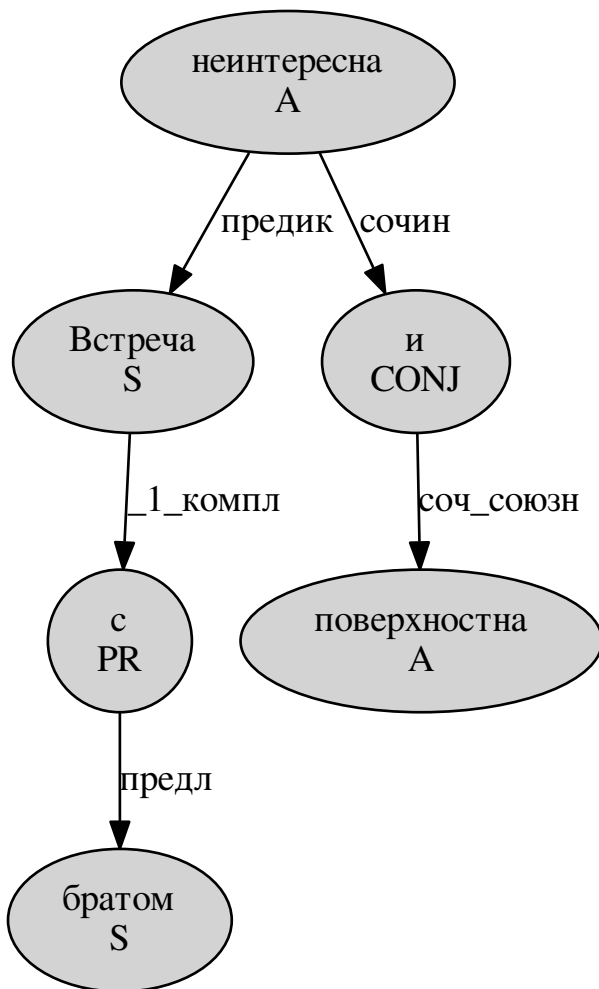 неинтересна
A
предик
сочин
Встреча
S
и
CONJ
_1_компл
соч_союзн
с
PR
поверхностна
A
предл
братом
S